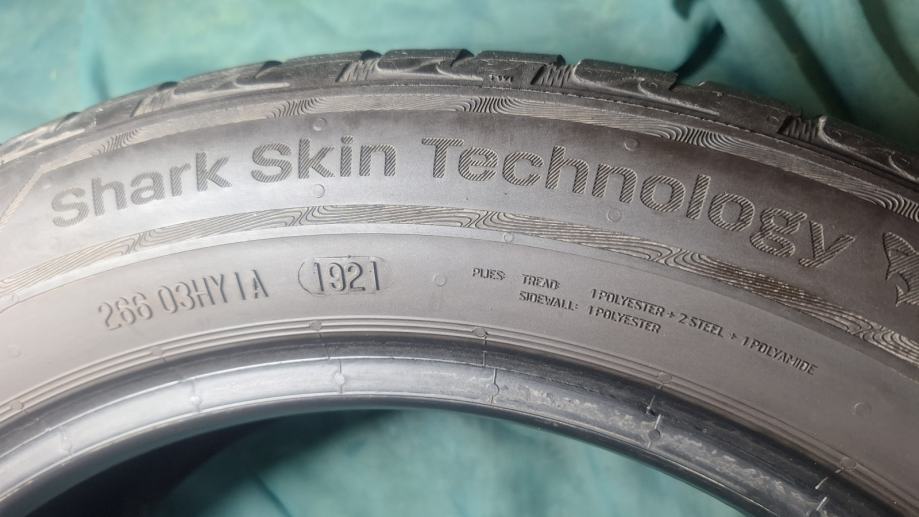 Shark Skin Technology
266 03HY1A 1921
PLIES: TREAD: 1 POLYESTER + 2 STEEL + 1 POLYAMIDE
SIDEWALL: 1 POLYESTER